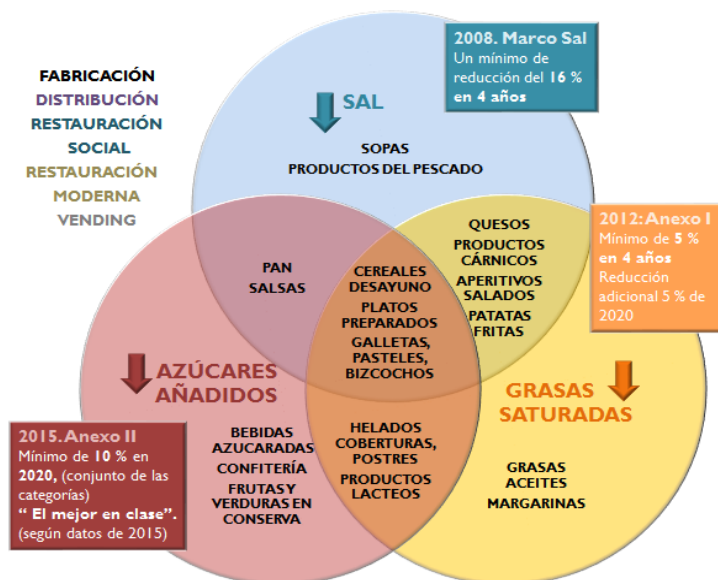 FABRICACIÓN
DISTRIBUCIÓN
RESTAURACIÓN
SOCIAL
RESTAURACIÓN
MODERNA
VENDING
2008. Marco Sal
Un mínimo de
reducción del 16 %
en 4 años
SAL
SOPAS
PRODUCTOS DEL PESCADO
2012: Anexo I
Mínimo de 5 %
en 4 años
Reducción
adicional 5 % de
2020
QUESOS
PRODUCTOS
CÁRNICOS
APERITIVOS
SALADOS
PATATAS
FRITAS
PAN
SALSAS
CEREALES
DESAYUNO
PLATOS
PREPARADOS
GALLETAS,
PASTELES,
BIZCOCHOS
AZÚCARES
AÑADIDOS
GRASAS
SATURADAS
2015. Anexo II
Mínimo de 10 % en
2020, (conjunto de las
categorías)
“ El mejor en clase”.
(según datos de 2015)
BEBIDAS
AZUCARADAS
CONFITERÍA
FRUTAS Y
VERDURAS EN
CONSERVA
HELADOS
COBERTURAS,
POSTRES
PRODUCTOS
LACTEOS
GRASAS
ACEITES
MARGARINAS